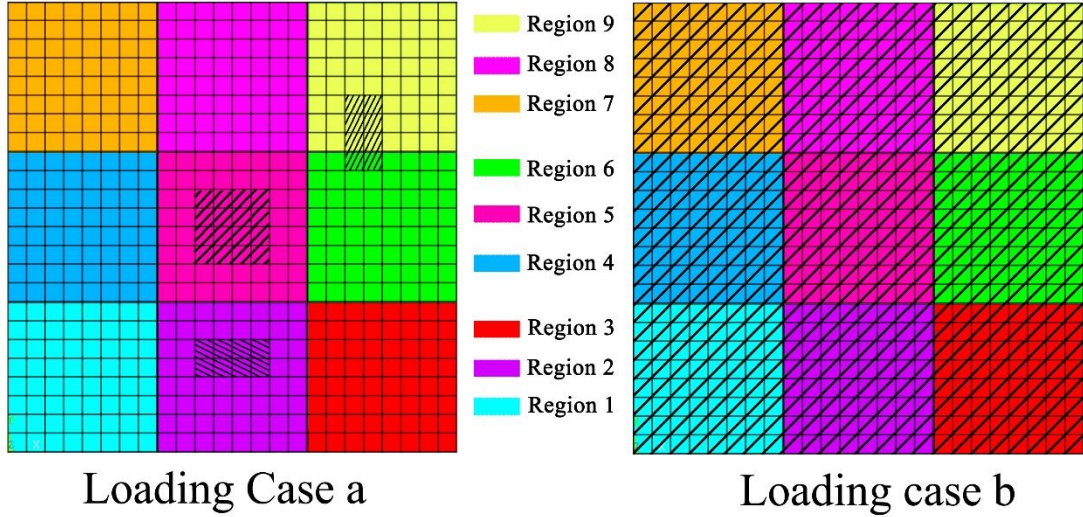 Region 9
Region 8
Region 7
Region 6
Region 5
Region 4
Region 3
Region 2
Region 1
X
Loading Case a
Loading case b